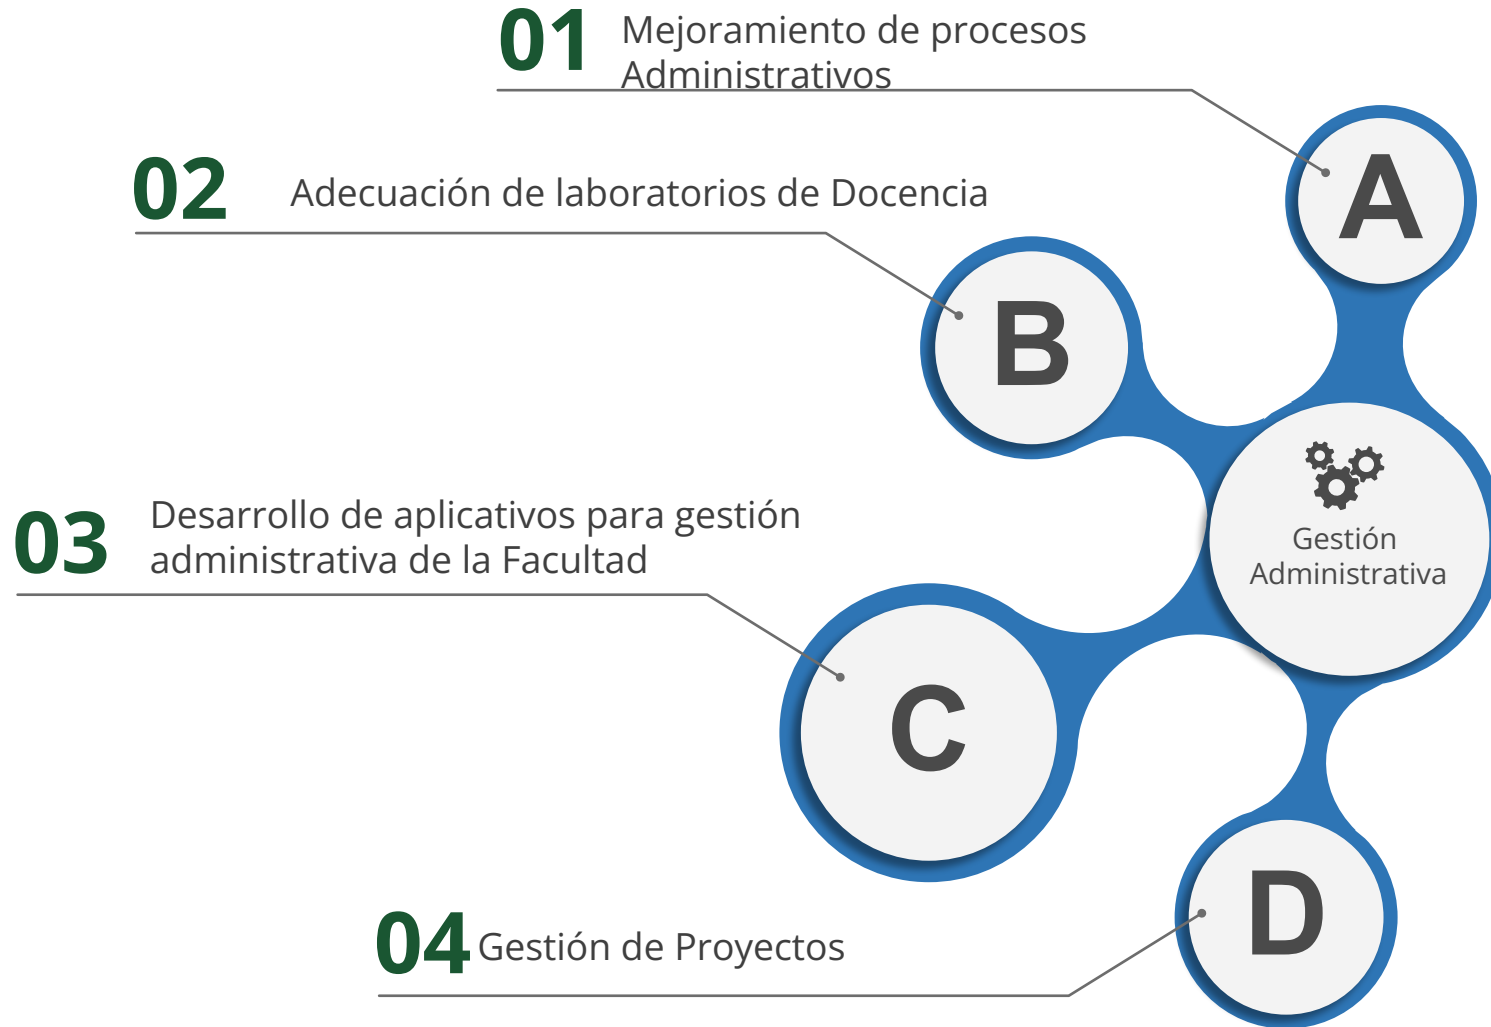 01
Mejoramiento de procesos
Administrativos
A
02
Adecuación de laboratorios de Docencia
B
Gestión
Administrativa
03
Desarrollo de aplicativos para gestión
administrativa de la Facultad
C
04
Gestión de Proyectos
D